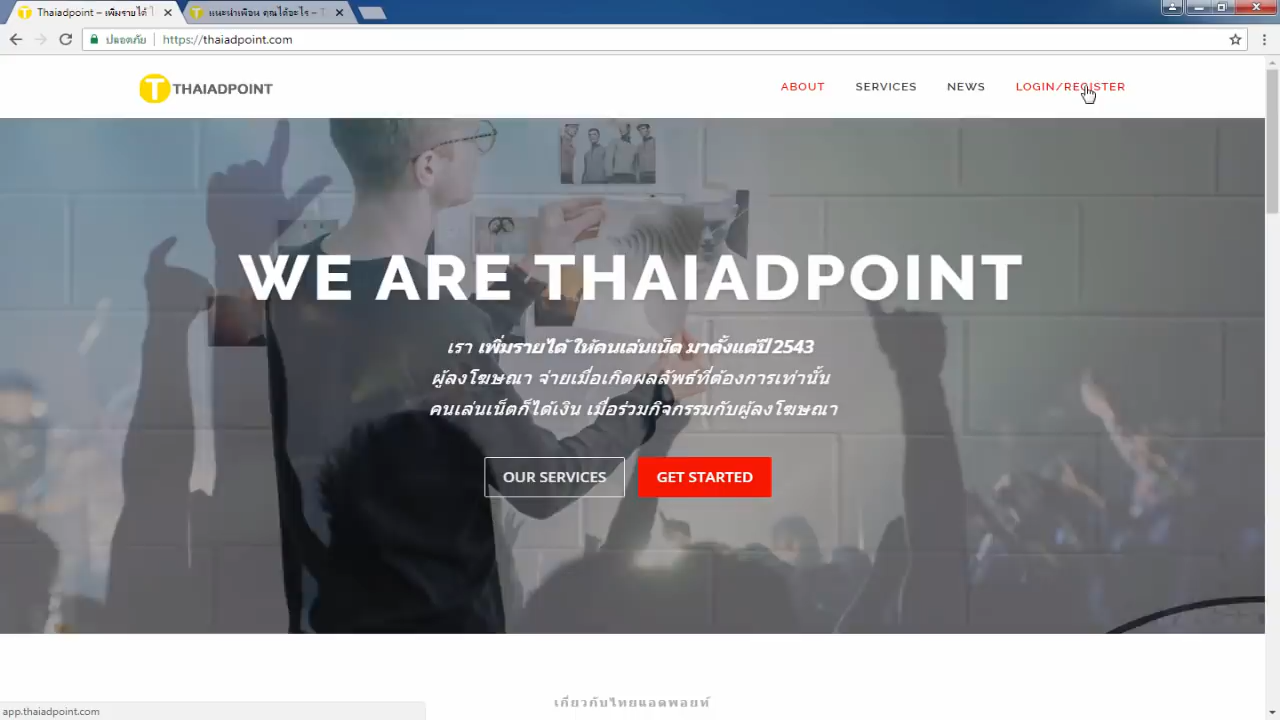 Thaiadpoint – เพิ่มรายได้
แนะนำเพื่อน คุณได้อะไร – T
ปลอดภัย
https://thaiadpoint.com
T THAIADPOINT
ABOUT
SERVICES
NEWS
LOGIN/REGISTER
WE ARE THAIADPOINT
เรา เพิ่มรายได้ ให้คนเล่นเน็ต มาตั้งแต่ปี 2543
ผู้ลงโฆษณา จ่ายเมื่อเกิดผลลัพธ์ที่ต้องการเท่านั้น
คนเล่นเน็ตก็ได้เงิน เมื่อร่วมกิจกรรมกับผู้ลงโฆษณา
OUR SERVICES
GET STARTED
เกี่ยวกับไทยแอดพอยท์
app.thaiadpoint.com